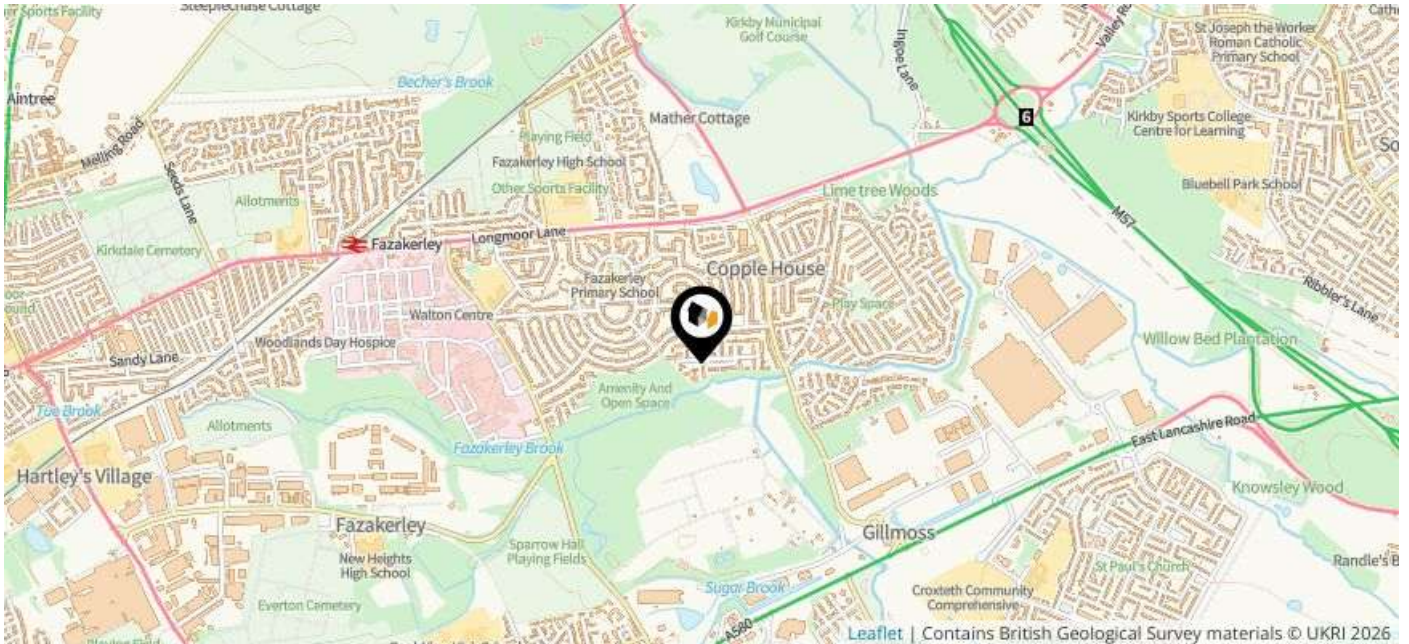 er Sports Facility
Steeplechase Cottage
Kirkby Municipal
Golf Course
Ingoe Lane
Valley Ro
St Joseph the Worker
Roman Catholic
Primary School
Cath
Aintree
Becher's Brook
Melling Road
Mather Cottage
6
Kirkby Sports College
Centre for Learning
So
Playing Field
Fazakerley High School
Other Sports Facility
Seeds Lane
Allotments
Lime tree Woods
Bluebell Park School
M57
Kirkdale Cemetery
Fazakerley
Longmoor Lane
Fazakerley
Primary School
Copple House
Play Space
Ribbler's Lane
Walton Centre
Woodlands Day Hospice
Sandy Lane
Willow Bed Plantation
Amenity And
Open Space
Tue Brook
Allotments
Fazakerley Brook
East Lancashire Road
Hartley's Village
Knowsley Wood
Fazakerley
Gillmoss
New Heights
High School
Sparrow Hall
Playing Fields
St Paul's Church
Randle's B
Everton Cemetery
Sugar Brook
Croxteth Community
Comprehensive
A580
Playing Field
Leaflet | Contains British Geological Survey materials © UKRI 2026